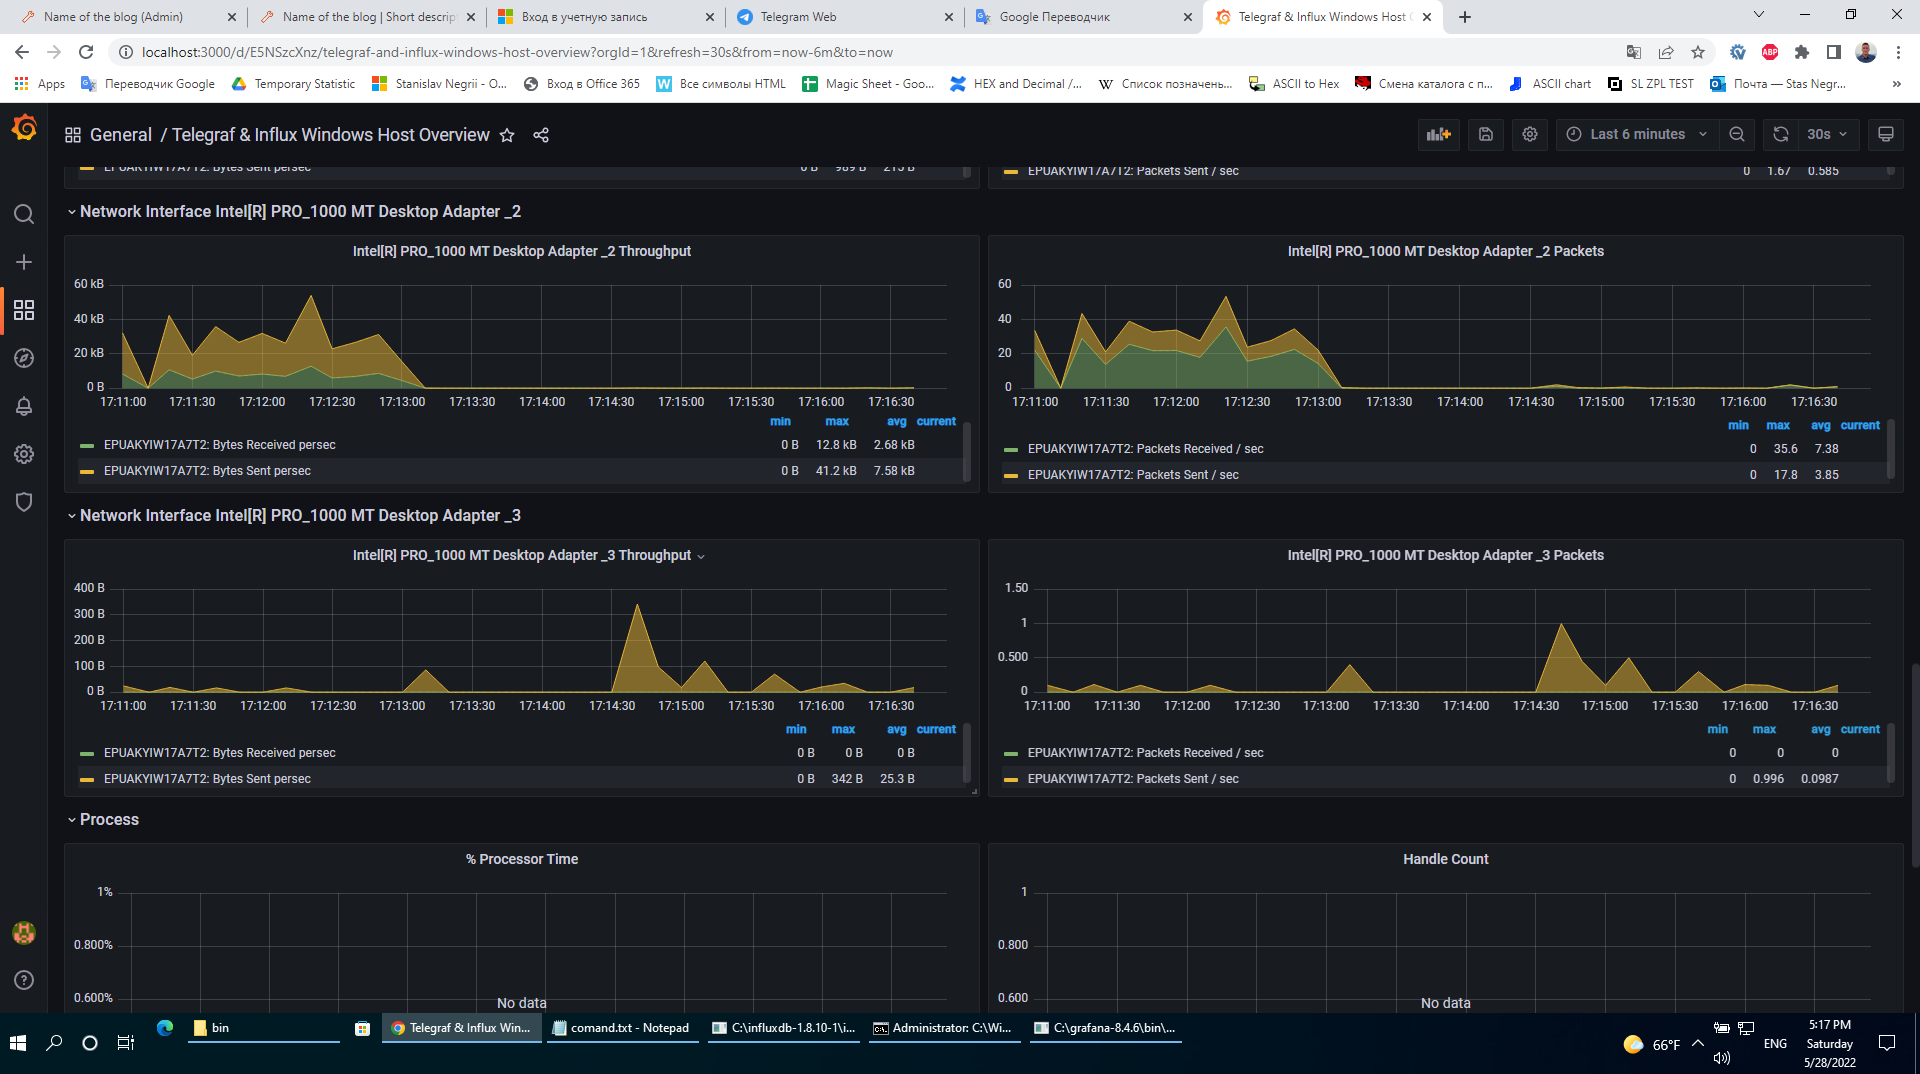 Name of the blog (Admin)
Name of the blog | Short descrip
Вход в учетную запись
Telegram Web
Google Переводчик
Telegraf & Influx Windows Host O
localhost:3000/d/E5NSzcXnz/telegraf-and-influx-windows-host-overview?orgId=1&refresh=30s&from=now-6m&to=now
ABP
Apps
Переводчик Google
Temporary Statistic
Stanislav Negrii - O...
Вход в Office 365
W
Все символы HTML
Magic Sheet - Goo...
HEX and Decimal /...
W
Список позначень...
ASCII to Hex
Смена каталога с п...
ASCII chart
SL ZPL TEST
Почта — Stas Negr...
»
General / Telegraf & Influx Windows Host Overview
Last 6 minutes
30s
EPUAKYIW17A7T2: Bytes Sent persec
0 B 989 B 215 B
EPUAKYIW17A7T2: Packets Sent / sec
0 1.67 0.585
Network Interface Intel[R] PRO_1000 MT Desktop Adapter _2
Intel[R] PRO_1000 MT Desktop Adapter _2 Throughput
60 kB
40 kB
20 kB
0 B
17:11:00 17:11:30 17:12:00 17:12:30 17:13:00 17:13:30 17:14:00 17:14:30 17:15:00 17:15:30 17:16:00 17:16:30
min max avg current
EPUAKYIW17A7T2: Bytes Received persec 0 B 12.8 kB 2.68 kB
EPUAKYIW17A7T2: Bytes Sent persec 0 B 41.2 kB 7.58 kB
Intel[R] PRO_1000 MT Desktop Adapter _2 Packets
60
40
20
0
17:11:00 17:11:30 17:12:00 17:12:30 17:13:00 17:13:30 17:14:00 17:14:30 17:15:00 17:15:30 17:16:00 17:16:30
min max avg current
EPUAKYIW17A7T2: Packets Received / sec 0 35.6 7.38
EPUAKYIW17A7T2: Packets Sent / sec 0 17.8 3.85
Network Interface Intel[R] PRO_1000 MT Desktop Adapter _3
Intel[R] PRO_1000 MT Desktop Adapter _3 Throughput
400 B
300 B
200 B
100 B
0 B
17:11:00 17:11:30 17:12:00 17:12:30 17:13:00 17:13:30 17:14:00 17:14:30 17:15:00 17:15:30 17:16:00 17:16:30
min max avg current
EPUAKYIW17A7T2: Bytes Received persec 0 B 0 B 0 B
EPUAKYIW17A7T2: Bytes Sent persec 0 B 342 B 25.3 B
Intel[R] PRO_1000 MT Desktop Adapter _3 Packets
1.50
1
0.500
0
17:11:00 17:11:30 17:12:00 17:12:30 17:13:00 17:13:30 17:14:00 17:14:30 17:15:00 17:15:30 17:16:00 17:16:30
min max avg current
EPUAKYIW17A7T2: Packets Received / sec 0 0 0
EPUAKYIW17A7T2: Packets Sent / sec 0 0.996 0.0987
Process
% Processor Time
1%
0.800%
0.600%
No data
Handle Count
1
0.800
0.600
No data
bin
Telegraf & Influx Win...
comand.txt - Notepad
C:\influxdb-1.8.10-1\i...
Administrator: C:\Wi...
C:\grafana-8.4.6\bin\...
66°F
ENG
5:17 PM
Saturday
5/28/2022